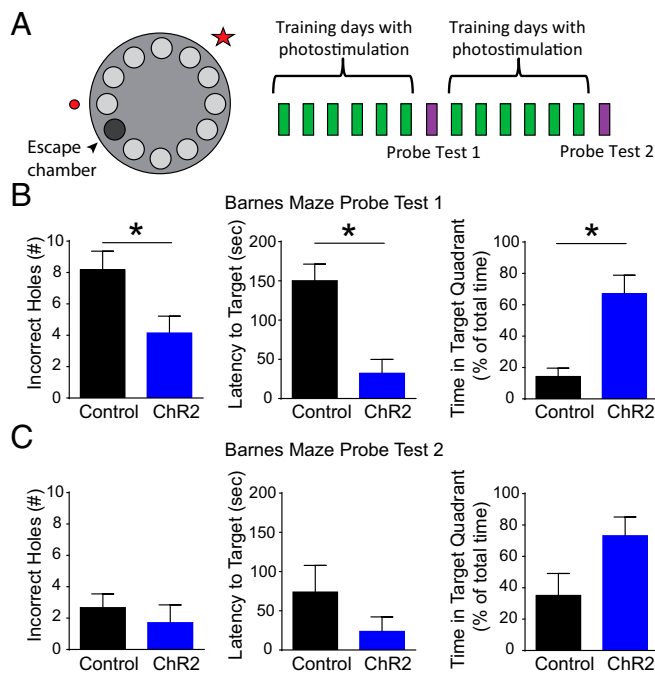 A
Training days with
photostimulation
Training days with
photostimulation
Escape
chamber
Probe Test 1
Probe Test 2
B
Barnes Maze Probe Test 1
Incorrect Holes (#)
10
8
6
4
2
0
*
Control
ChR2
Latency to Target (sec)
200
150
100
50
0
*
Control
ChR2
Time in Target Quadrant
(% of total time)
100
80
60
40
20
0
*
Control
ChR2
C
Barnes Maze Probe Test 2
Incorrect Holes (#)
10
8
6
4
2
0
Control
ChR2
Latency to Target (sec)
200
150
100
50
0
Control
ChR2
Time in Target Quadrant
(% of total time)
100
80
60
40
20
0
Control
ChR2